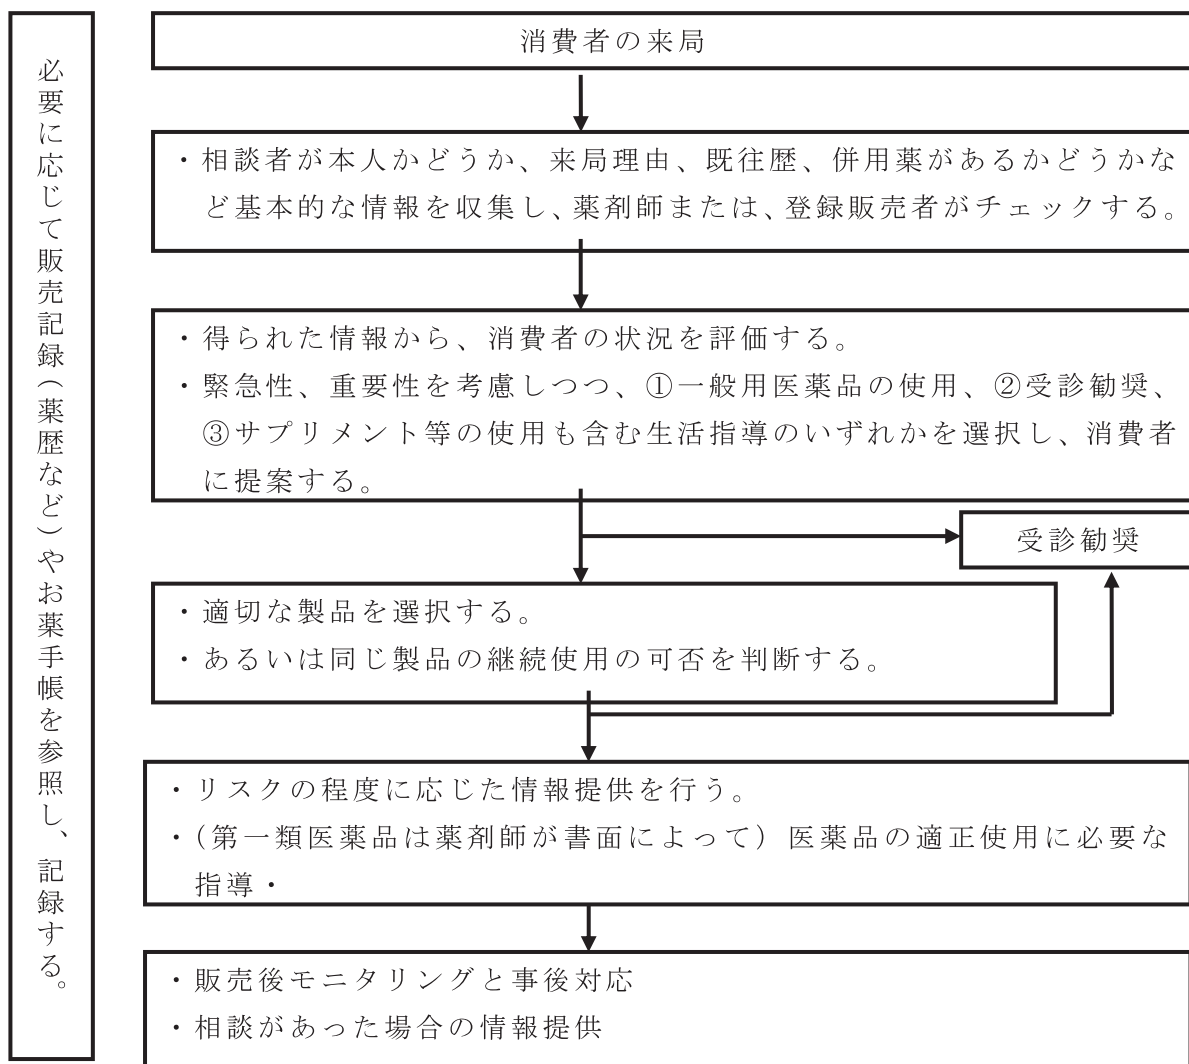 必要に応じて販売記録（薬歴など）やお薬手帳を参照し、記録する。
消費者の来局
・相談者が本人かどうか、来局理由、既往歴、併用薬があるかどうかな
ど基本的な情報を収集し、薬剤師または、登録販売者がチェックする。
・得られた情報から、消費者の状況を評価する。
・緊急性、重要性を考慮しつつ、①一般用医薬品の使用、②受診勧奨、
③サプリメント等の使用も含む生活指導のいずれかを選択し、消費者
に提案する。
受診勧奨
・適切な製品を選択する。
・あるいは同じ製品の継続使用の可否を判断する。
・リスクの程度に応じた情報提供を行う。
・(第一類医薬品は薬剤師が書面によって) 医薬品の適正使用に必要な
指導・
・販売後モニタリングと事後対応
・相談があった場合の情報提供